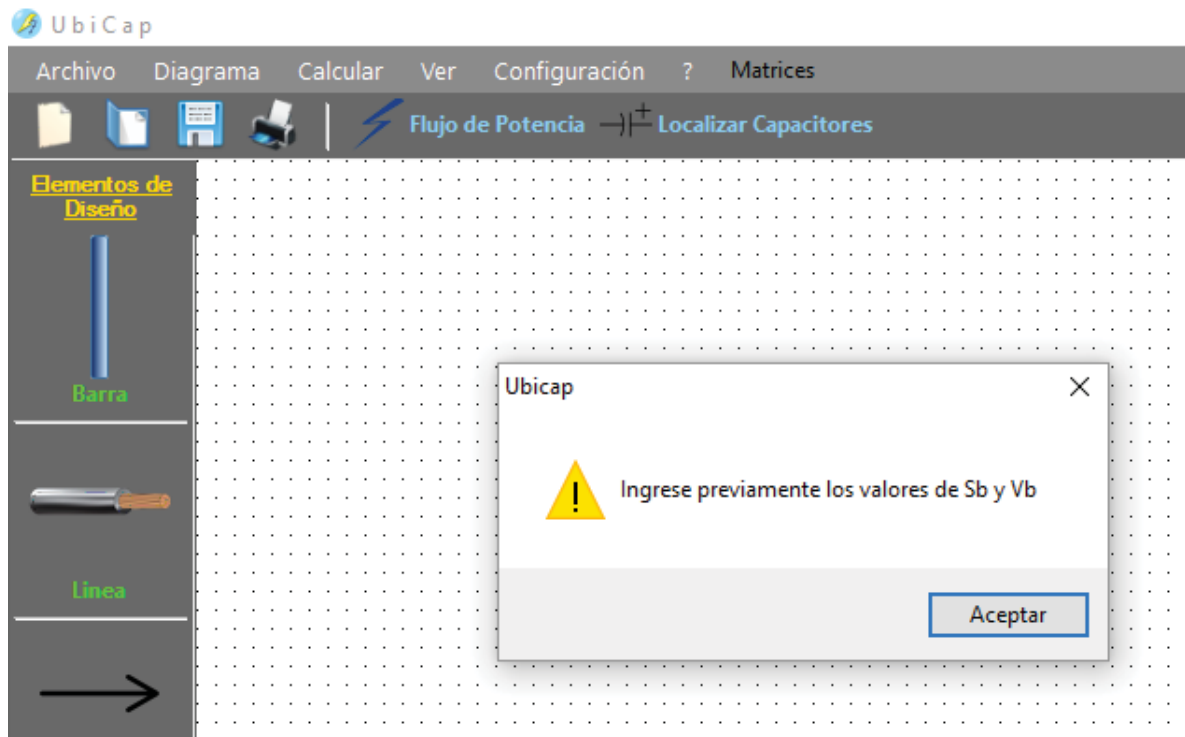 UbiCap
Archivo Diagrama Calcular Ver Configuración ? Matrices
Flujo de Potencia Localizar Capacitores
Elementos de
Diseño
Barra
Linea
Ubicap
Ingrese previamente los valores de Sb y Vb
Aceptar